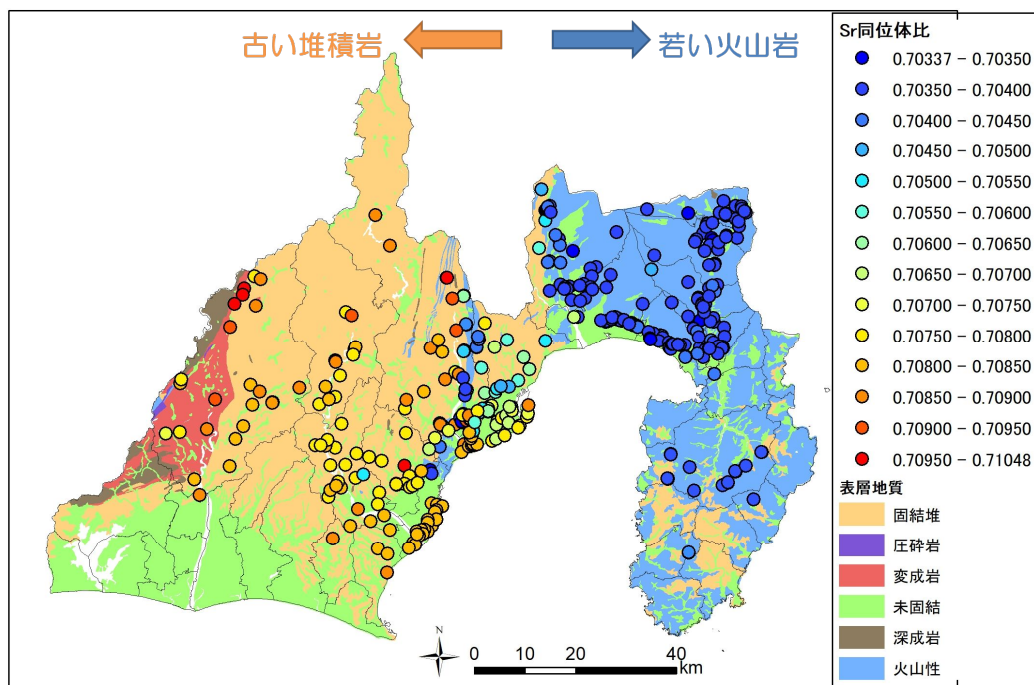 古い堆積岩
若い火山岩
Sr同位体比
0.70337 – 0.70350
0.70350 – 0.70400
0.70400 – 0.70450
0.70450 – 0.70500
0.70500 – 0.70550
0.70550 – 0.70600
0.70600 – 0.70650
0.70650 – 0.70700
0.70700 – 0.70750
0.70750 – 0.70800
0.70800 – 0.70850
0.70850 – 0.70900
0.70900 – 0.70950
0.70950 – 0.71048
表層地質
固結堆
圧砕岩
変成岩
未固結
深成岩
火山性
N
0 10 20 40
km